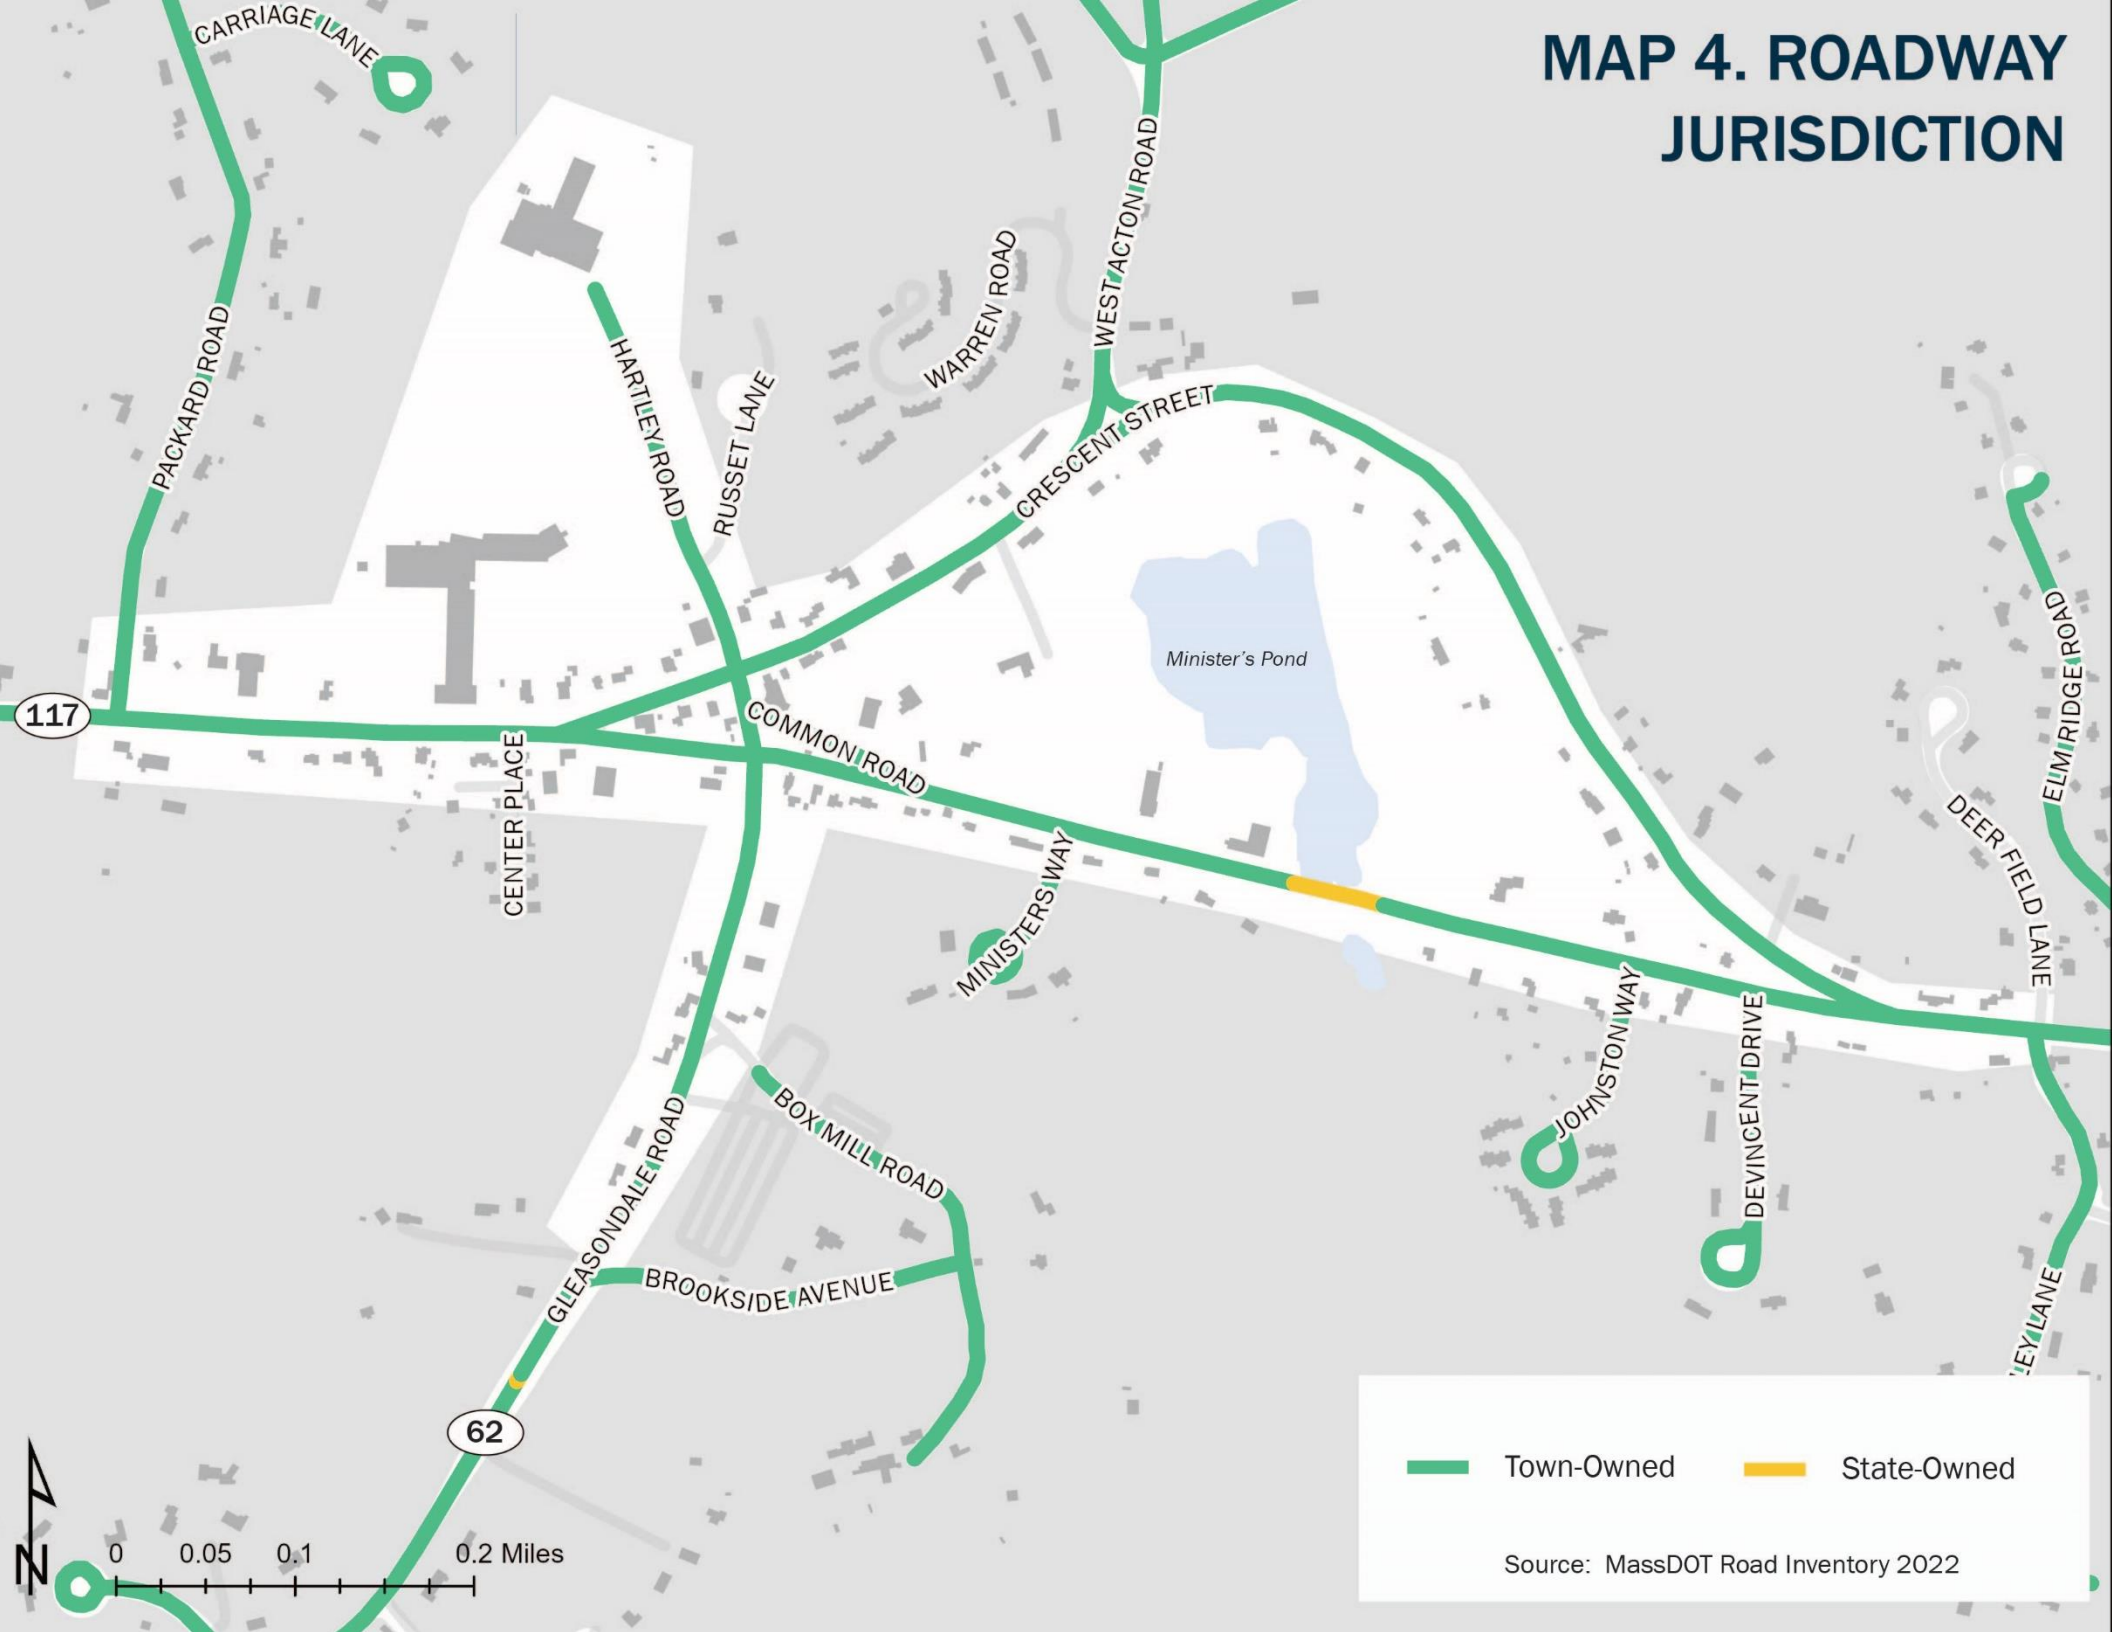 MAP 4. ROADWAY
JURISDICTION
CARRIAGE LANE
PACKARD ROAD
HARTLEY ROAD
RUSSET LANE
WARREN ROAD
WEST ACTON ROAD
CRESCENT STREET
Minister's Pond
ELM RIDGE ROAD
DEER FIELD LANE
117
COMMON ROAD
CENTER PLACE
MINISTERS WAY
JOHNSTON WAY
DEVINCENT DRIVE
BOX MILL ROAD
GLEASONDALE ROAD
BROOKSIDE AVENUE
LEY LANE
62
N
0 0.05 0.1 0.2 Miles
Town-Owned State-Owned
Source: MassDOT Road Inventory 2022